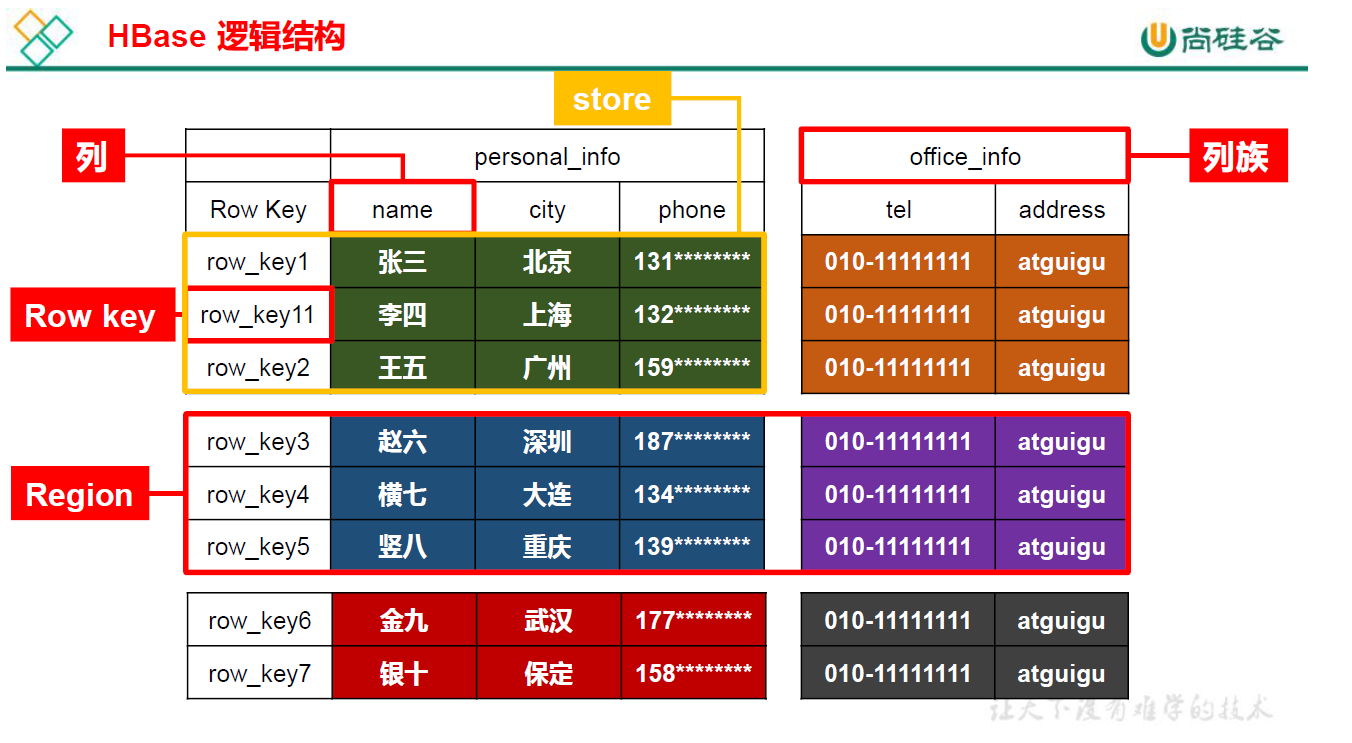 HBase 逻辑结构
尚硅谷
store
列
personal_info
office_info
列族
Row Key name city phone tel address
row_key1 张三 北京 131******** 010-11111111 atguigu
Row key
row_key11 李四 上海 132******** 010-11111111 atguigu
row_key2 王五 广州 159******** 010-11111111 atguigu
row_key3 赵六 深圳 187******** 010-11111111 atguigu
Region
row_key4 横七 大连 134******** 010-11111111 atguigu
row_key5 竖八 重庆 139******** 010-11111111 atguigu
row_key6 金九 武汉 177******** 010-11111111 atguigu
row_key7 银十 保定 158******** 010-11111111 atguigu
让天下没有难学的技术